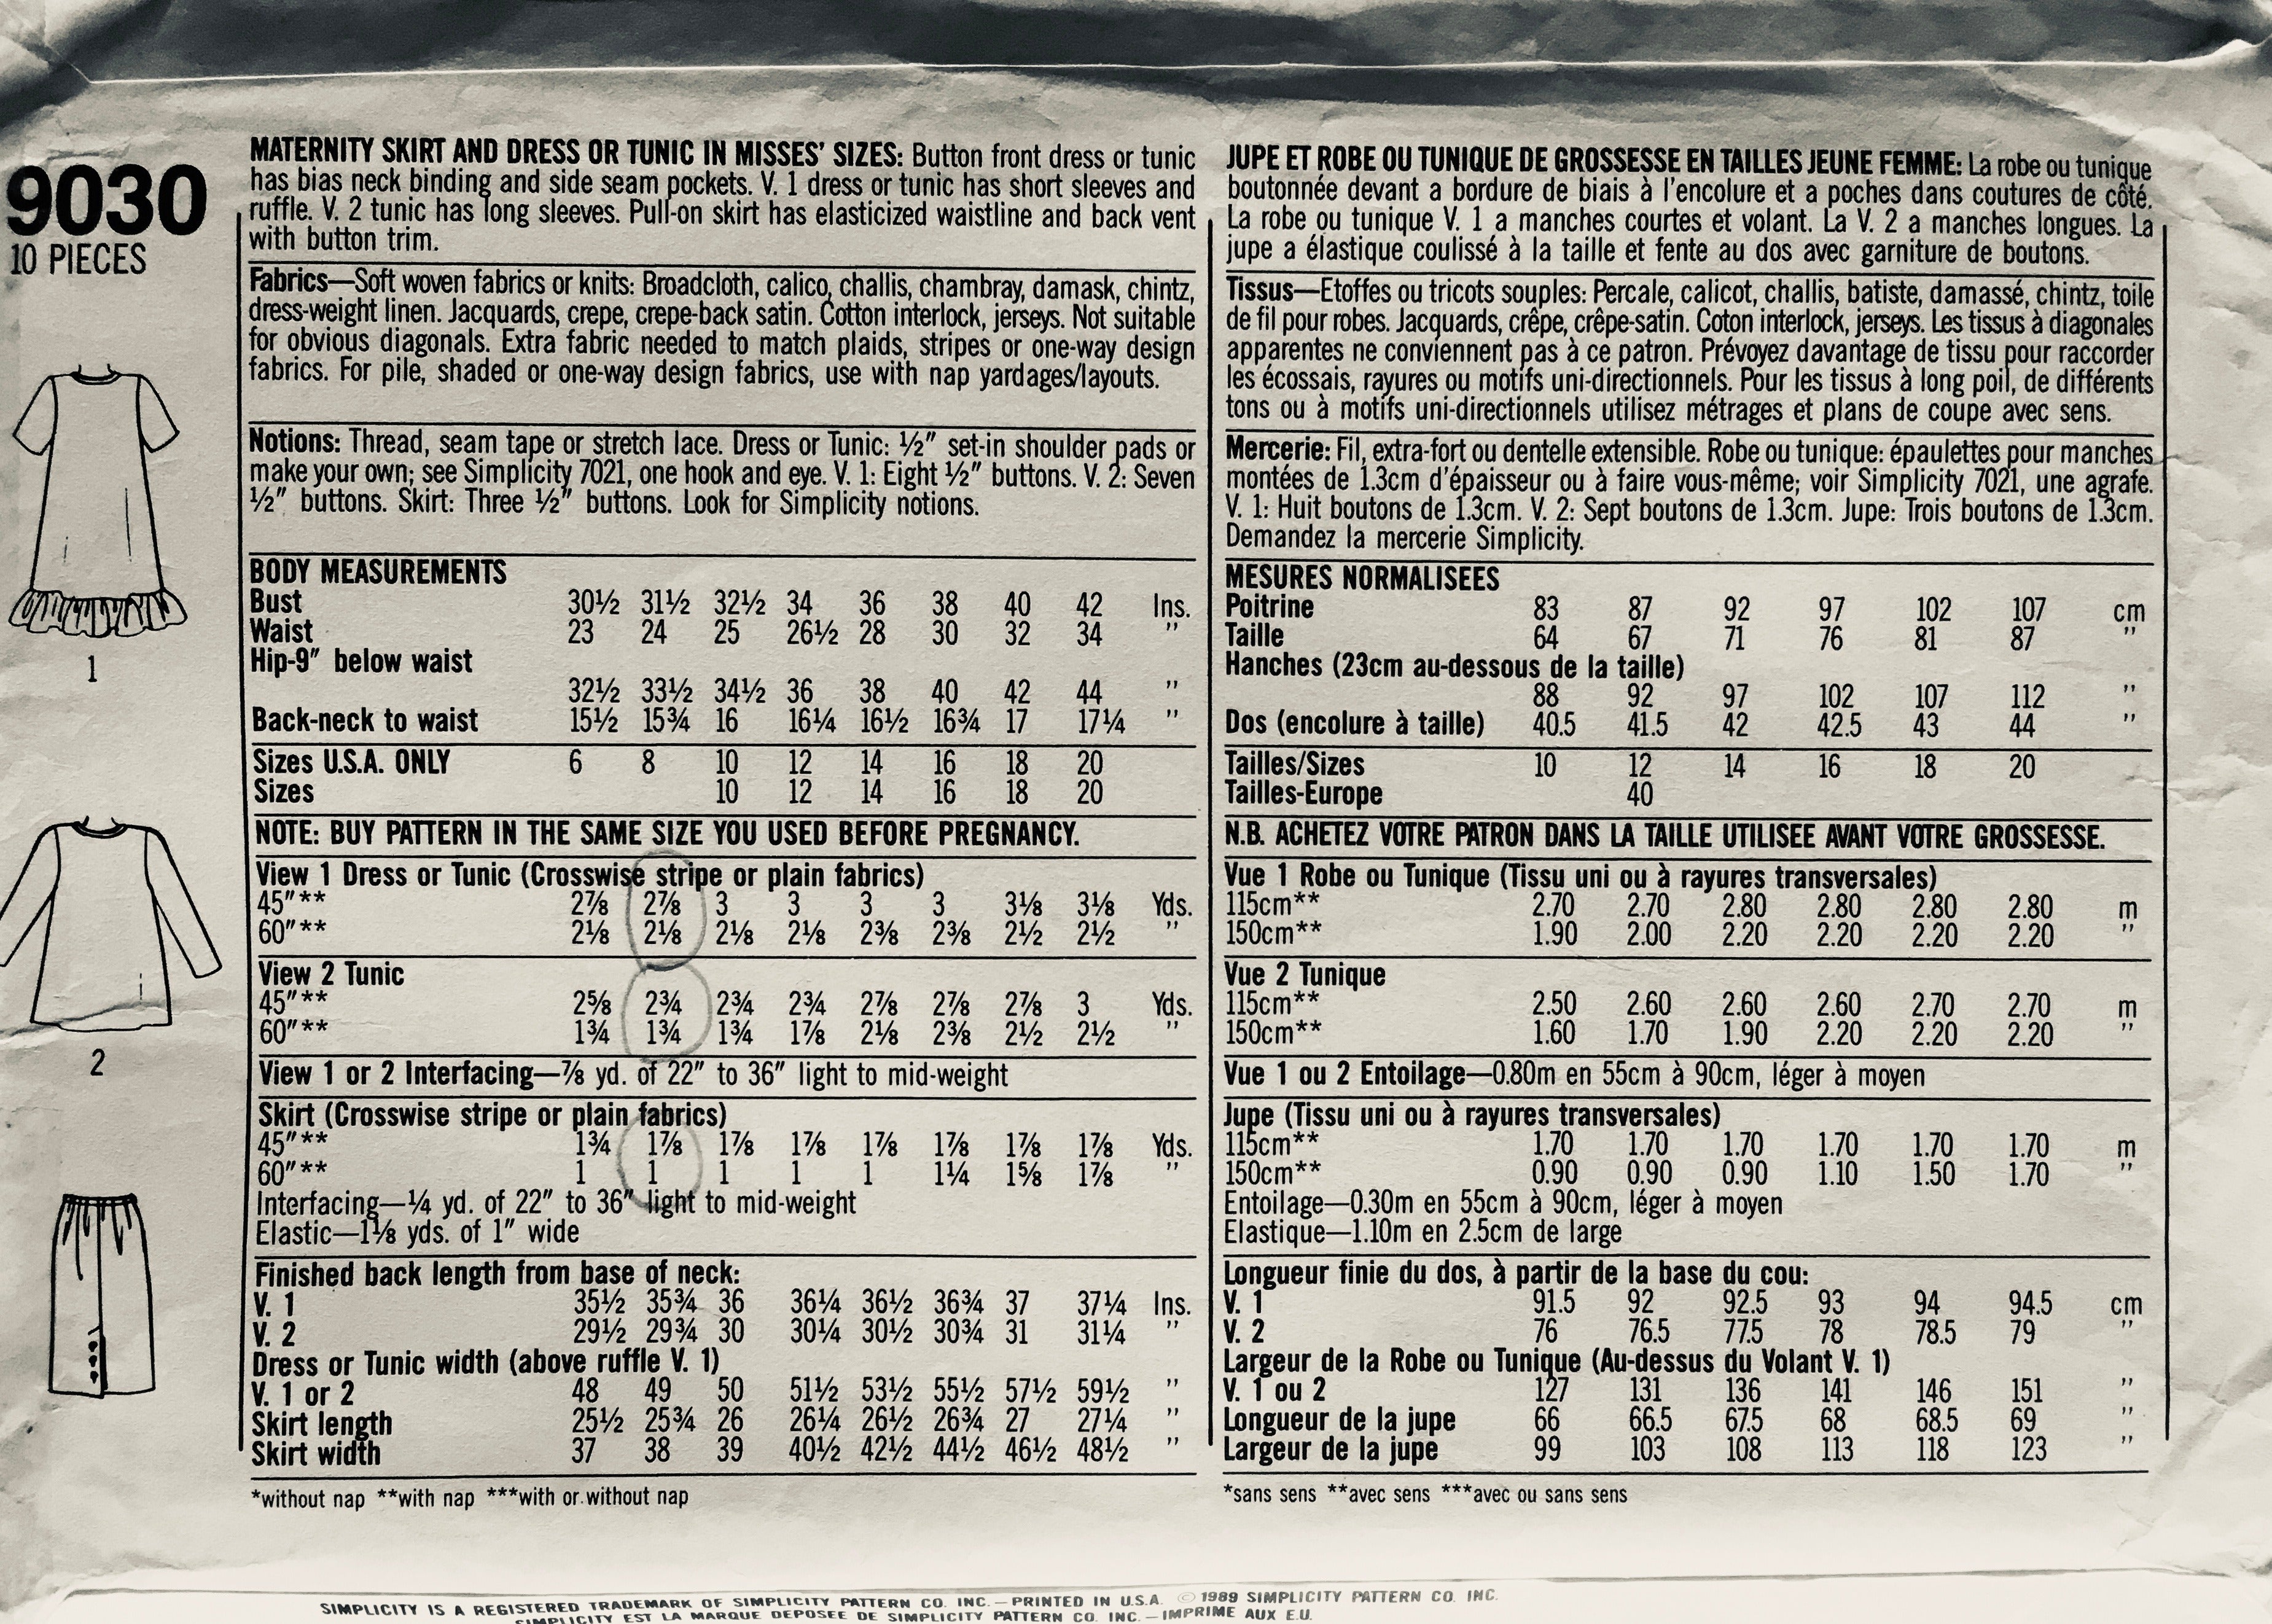 9030
10 PIECES
1
2
MATERNITY SKIRT AND DRESS OR TUNIC IN MISSES' SIZES: Button front dress or tunic
has bias neck binding and side seam pockets. V. 1 dress or tunic has short sleeves and
ruffle. V. 2 tunic has long sleeves. Pull-on skirt has elasticized waistline and back vent
with button trim.
Fabrics—Soft woven fabrics or knits: Broadcloth, calico, challis, chambray, damask, chintz,
dress-weight linen. Jacquards, crepe, crepe-back satin. Cotton interlock, jerseys. Not suitable
for obvious diagonals. Extra fabric needed to match plaids, stripes or one-way design
fabrics. For pile, shaded or one-way design fabrics, use with nap yardages/layouts.
Notions: Thread, seam tape or stretch lace. Dress or Tunic: ½″ set-in shoulder pads or
make your own; see Simplicity 7021, one hook and eye. V. 1: Eight ½″ buttons. V. 2: Seven
½″ buttons. Skirt: Three ½″ buttons. Look for Simplicity notions.
BODY MEASUREMENTS
Bust 30½ 31½ 32½ 34 36 38 40 42 Ins.
Waist 23 24 25 26½ 28 30 32 34 ″
Hip-9″ below waist
32½ 33½ 34½ 36 38 40 42 44 ″
Back-neck to waist 15½ 15¾ 16 16¼ 16½ 16¾ 17 17¼ ″
Sizes U.S.A. ONLY 6 8 10 12 14 16 18 20
Sizes 10 12 14 16 18 20
NOTE: BUY PATTERN IN THE SAME SIZE YOU USED BEFORE PREGNANCY.
View 1 Dress or Tunic (Crosswise stripe or plain fabrics)
45″** 2⅞ 2⅞ 3 3 3 3 3⅛ 3⅛ Yds.
60″** 2⅛ 2⅛ 2⅛ 2⅛ 2⅜ 2⅜ 2½ 2½ ″
View 2 Tunic
45″** 2⅝ 2¾ 2¾ 2¾ 2⅞ 2⅞ 2⅞ 3 Yds.
60″** 1¾ 1¾ 1¾ 1⅞ 2⅛ 2⅜ 2½ 2½ ″
View 1 or 2 Interfacing—⅞ yd. of 22″ to 36″ light to mid-weight
Skirt (Crosswise stripe or plain fabrics)
45″** 1¾ 1⅞ 1⅞ 1⅞ 1⅞ 1⅞ 1⅞ 1⅞ Yds.
60″** 1 1 1 1 1 1¼ 1⅝ 1⅞ ″
Interfacing—¼ yd. of 22″ to 36″ light to mid-weight
Elastic—1⅛ yds. of 1″ wide
Finished back length from base of neck:
V. 1 35½ 35¾ 36 36¼ 36½ 36¾ 37 37¼ Ins.
V. 2 29½ 29¾ 30 30¼ 30½ 30¾ 31 31¼ ″
Dress or Tunic width (above ruffle V. 1)
V. 1 or 2 48 49 50 51½ 53½ 55½ 57½ 59½ ″
Skirt length 25½ 25¾ 26 26¼ 26½ 26¾ 27 27¼ ″
Skirt width 37 38 39 40½ 42½ 44½ 46½ 48½ ″
*without nap **with nap ***with or without nap
JUPE ET ROBE OU TUNIQUE DE GROSSESSE EN TAILLES JEUNE FEMME: La robe ou tunique
boutonnée devant a bordure de biais à l'encolure et a poches dans coutures de côté.
La robe ou tunique V. 1 a manches courtes et volant. La V. 2 a manches longues. La
jupe a élastique coulissé à la taille et fente au dos avec garniture de boutons.
Tissus—Etoffes ou tricots souples: Percale, calicot, challis, batiste, damassé, chintz, toile
de fil pour robes. Jacquards, crêpe, crêpe-satin. Coton interlock, jerseys. Les tissus à diagonales
apparentes ne conviennent pas à ce patron. Prévoyez davantage de tissu pour raccorder
les écossais, rayures ou motifs uni-directionnels. Pour les tissus à long poil, de différents
tons ou à motifs uni-directionnels utilisez métrages et plans de coupe avec sens.
Mercerie: Fil, extra-fort ou dentelle extensible. Robe ou tunique: épaulettes pour manches
montées de 1.3cm d'épaisseur ou à faire vous-même; voir Simplicity 7021, une agrafe.
V. 1: Huit boutons de 1.3cm. V. 2: Sept boutons de 1.3cm. Jupe: Trois boutons de 1.3cm.
Demandez la mercerie Simplicity.
MESURES NORMALISEES
Poitrine 83 87 92 97 102 107 cm
Taille 64 67 71 76 81 87 ″
Hanches (23cm au-dessous de la taille)
88 92 97 102 107 112 ″
Dos (encolure à taille) 40.5 41.5 42 42.5 43 44 ″
Tailles/Sizes 10 12 14 16 18 20
Tailles-Europe 40
N.B. ACHETEZ VOTRE PATRON DANS LA TAILLE UTILISEE AVANT VOTRE GROSSESSE.
Vue 1 Robe ou Tunique (Tissu uni ou à rayures transversales)
115cm** 2.70 2.70 2.80 2.80 2.80 2.80 m
150cm** 1.90 2.00 2.20 2.20 2.20 2.20 ″
Vue 2 Tunique
115cm** 2.50 2.60 2.60 2.60 2.70 2.70 m
150cm** 1.60 1.70 1.90 2.20 2.20 2.20 ″
Vue 1 ou 2 Entoilage—0.80m en 55cm à 90cm, léger à moyen
Jupe (Tissu uni ou à rayures transversales)
115cm** 1.70 1.70 1.70 1.70 1.70 1.70 m
150cm** 0.90 0.90 0.90 1.10 1.50 1.70 ″
Entoilage—0.30m en 55cm à 90cm, léger à moyen
Elastique—1.10m en 2.5cm de large
Longueur finie du dos, à partir de la base du cou:
V. 1 91.5 92 92.5 93 94 94.5 cm
V. 2 76 76.5 77.5 78 78.5 79 ″
Largeur de la Robe ou Tunique (Au-dessus du Volant V. 1)
V. 1 ou 2 127 131 136 141 146 151 ″
Longueur de la jupe 66 66.5 67.5 68 68.5 69 ″
Largeur de la jupe 99 103 108 113 118 123 ″
*sans sens **avec sens ***avec ou sans sens
SIMPLICITY IS A REGISTERED TRADEMARK OF SIMPLICITY PATTERN CO. INC.—PRINTED IN U.S.A. © 1989 SIMPLICITY PATTERN CO. INC.
SIMPLICITY EST LA MARQUE DEPOSEE DE SIMPLICITY PATTERN CO. INC.—IMPRIME AUX E.U.